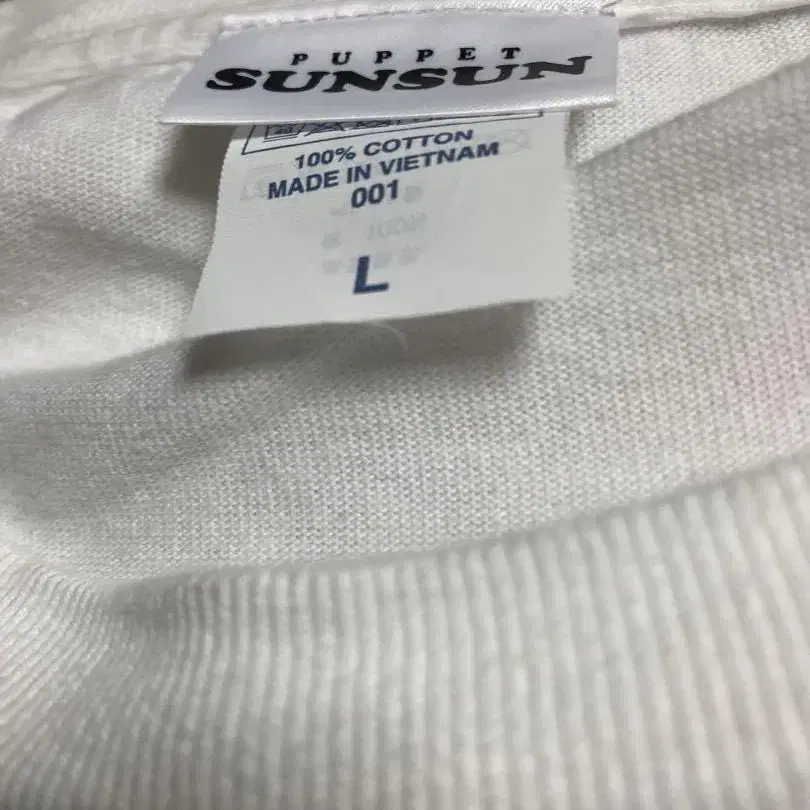 PUPPET
SUNSUN
100% COTTON
MADE IN VIETNAM
001
L